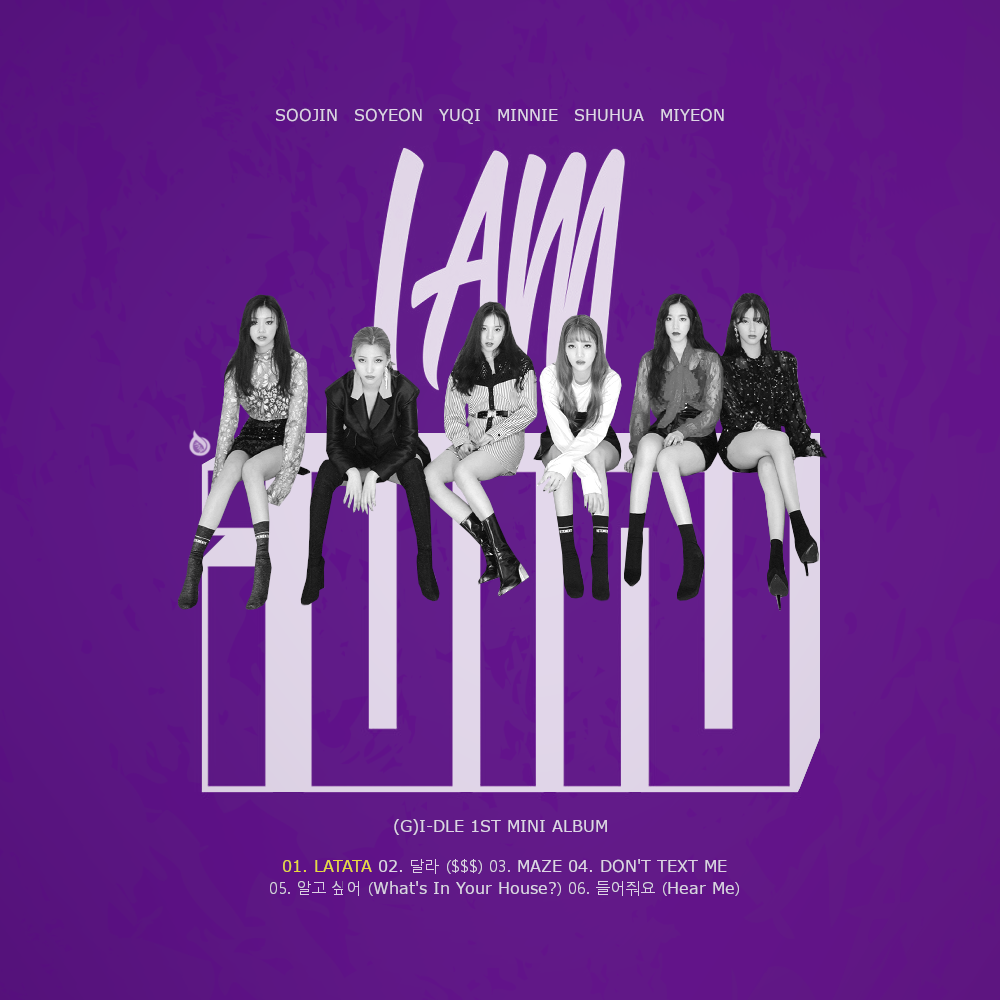 SOOJIN SOYEON YUQI MINNIE SHUHUA MIYEON
I AM
(G)I-DLE 1ST MINI ALBUM
01. LATATA 02. 달라 ($$$) 03. MAZE 04. DON'T TEXT ME
05. 알고 싶어 (What's In Your House?) 06. 들어줘요 (Hear Me)